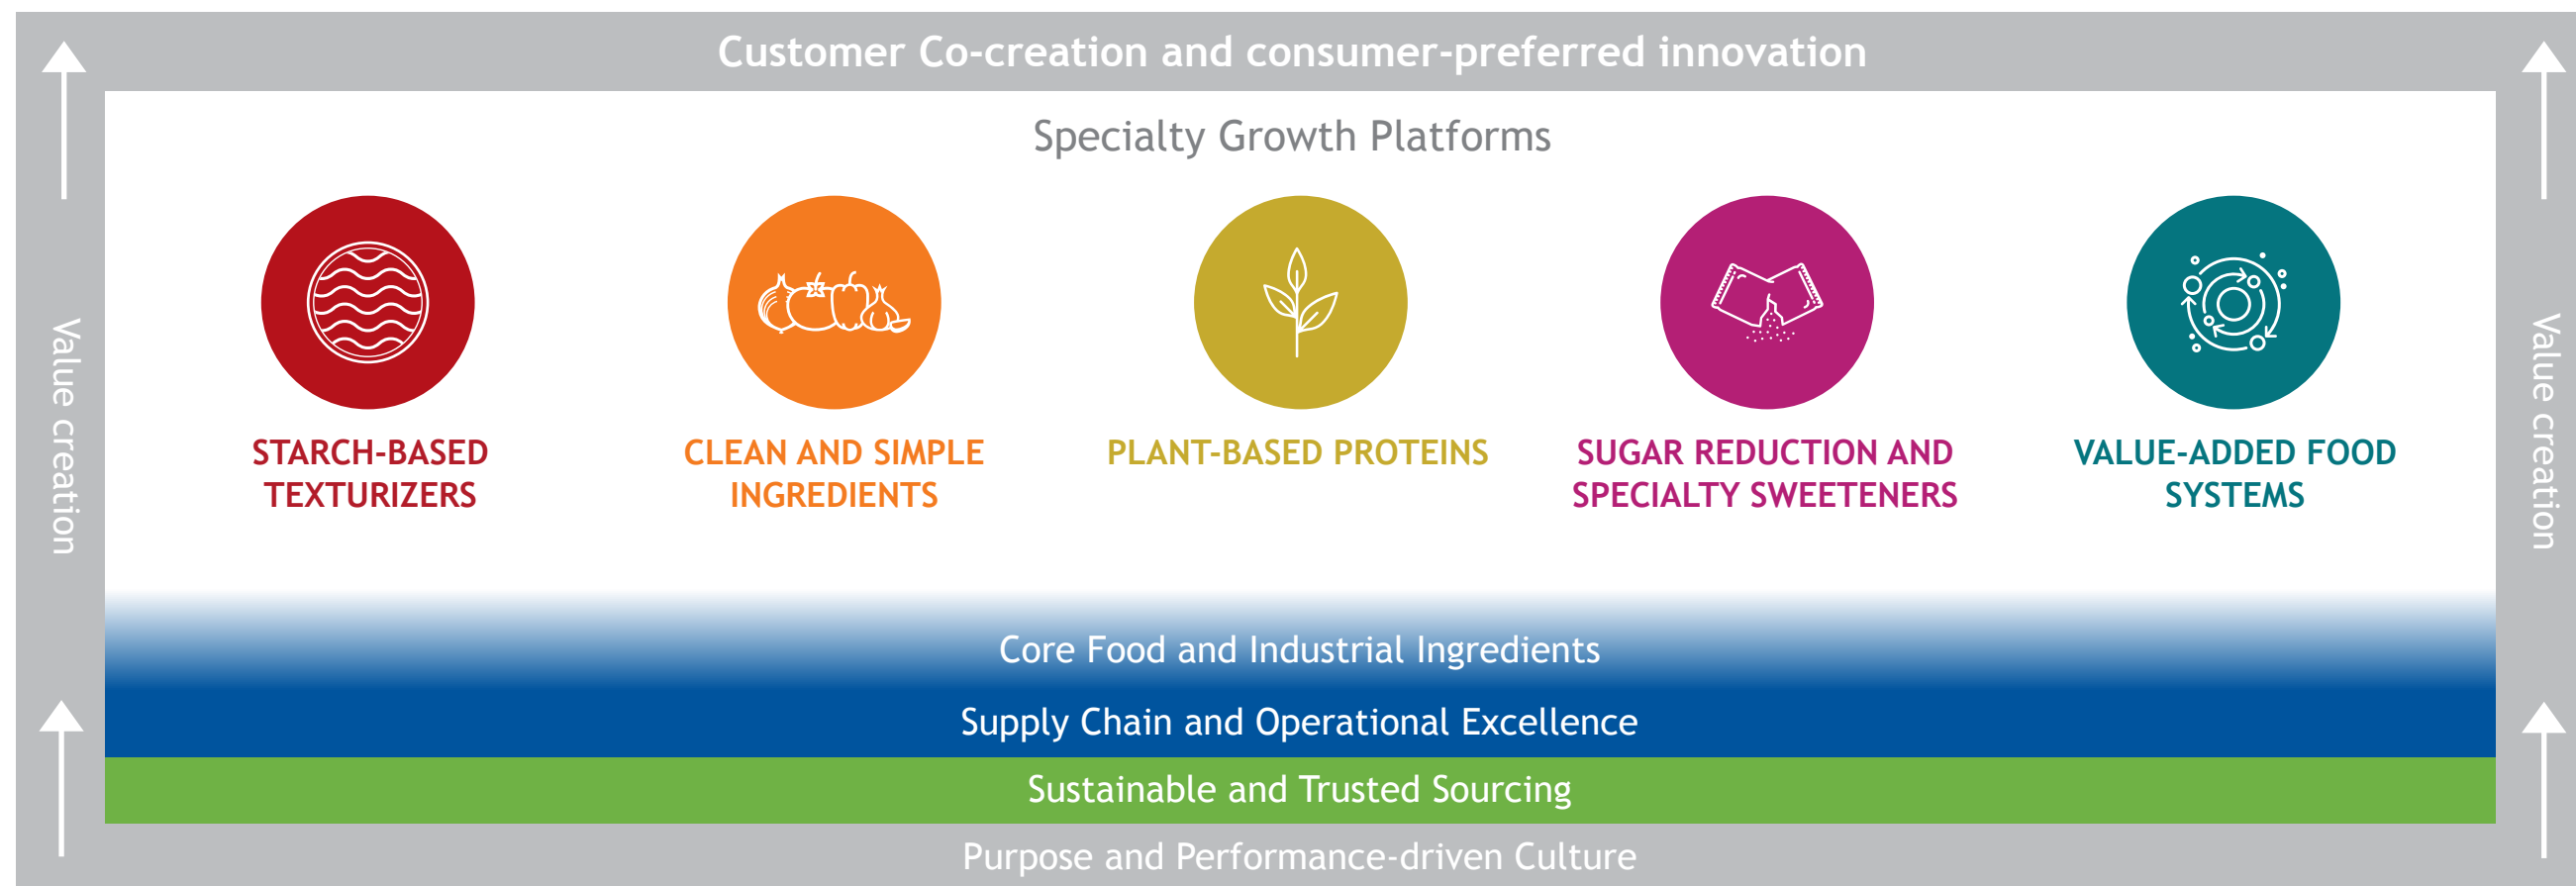 Customer Co-creation and consumer-preferred innovation
Specialty Growth Platforms
STARCH-BASED
TEXTURIZERS
CLEAN AND SIMPLE
INGREDIENTS
PLANT-BASED PROTEINS
SUGAR REDUCTION AND
SPECIALTY SWEETENERS
VALUE-ADDED FOOD
SYSTEMS
Value creation
Value creation
Core Food and Industrial Ingredients
Supply Chain and Operational Excellence
Sustainable and Trusted Sourcing
Purpose and Performance-driven Culture